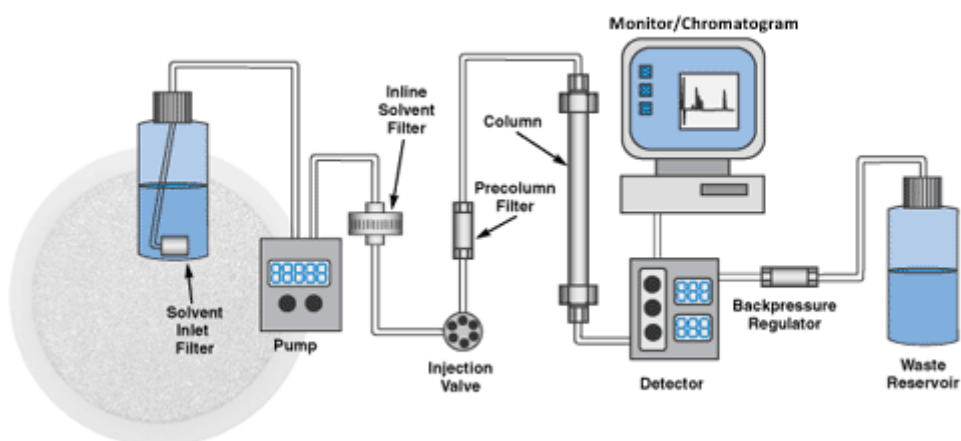 Monitor/Chromatogram
Inline
Solvent
Filter
Column
Precolumn
Filter
Solvent
Inlet
Filter
Pump
Injection
Valve
Detector
Backpressure
Regulator
Waste
Reservoir